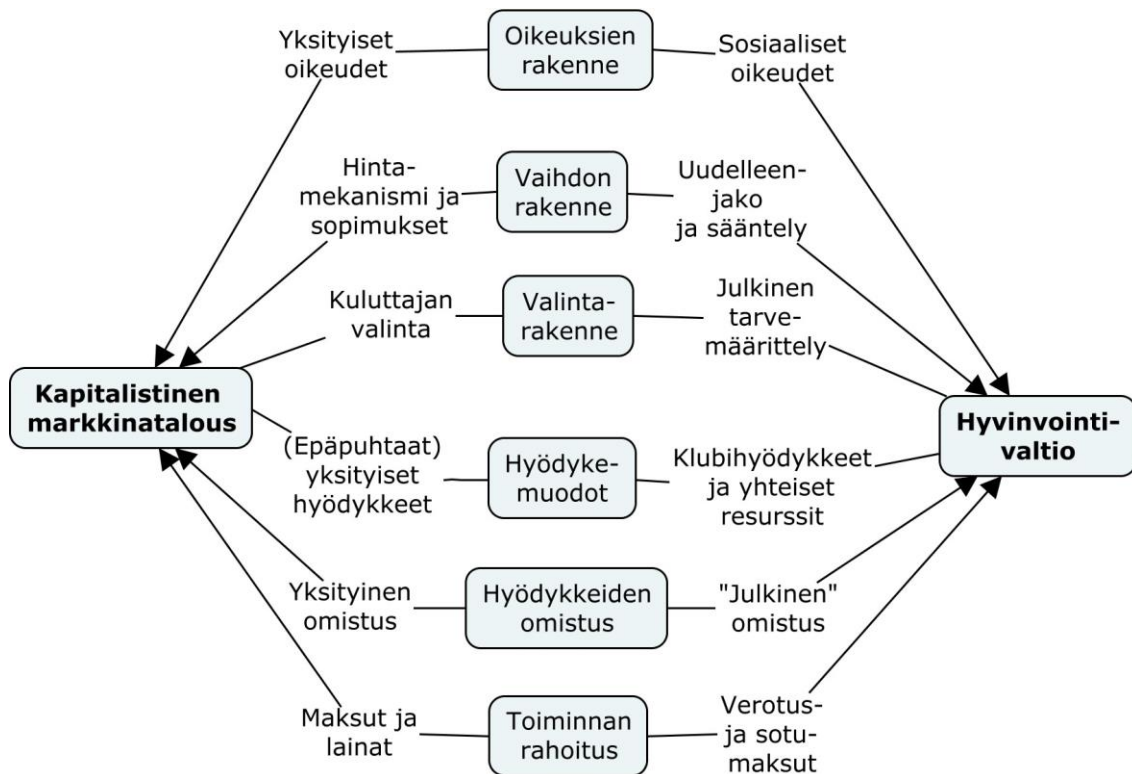 Yksityiset
oikeudet
Oikeuksien
rakenne
Sosiaaliset
oikeudet
Hinta-
mekanismi ja
sopimukset
Vaihdon
rakenne
Uudelleen-
jako
ja sääntely
Kuluttajan
valinta
Valinta-
rakenne
Julkinen
tarve-
määrittely
Kapitalistinen
markkinatalous
Hyvinvointi-
valtio
(Epäpuhtaat)
yksityiset
hyödykkeet
Hyödyke-
muodot
Klubihyödykkeet
ja yhteiset
resurssit
Yksityinen
omistus
Hyödykkeiden
omistus
"Julkinen"
omistus
Maksut ja
lainat
Toiminnan
rahoitus
Verotus-
ja sotu-
maksut